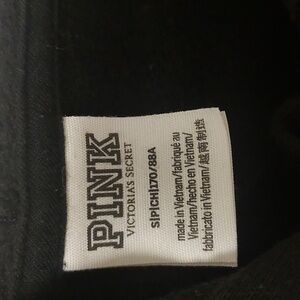 PINK
VICTORIA'S SECRET
S|P|CH|170/88A
made in Vietnam/fabriqué au
Vietnam/hecho en Vietnam/
fabbricato in Vietnam/越南制造